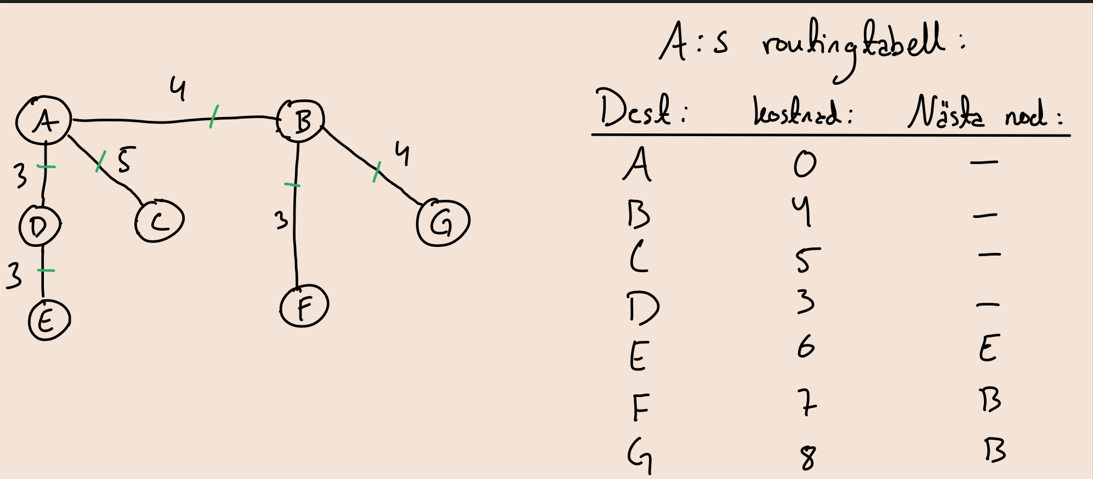 A:s routingtabell:
Dest: kostnad: Nästa nod:
A 0 —
B 4 —
C 5 —
D 3 —
E 6 E
F 7 B
G 8 B
4
A B
3 5 4
D C 3 G
3
E F